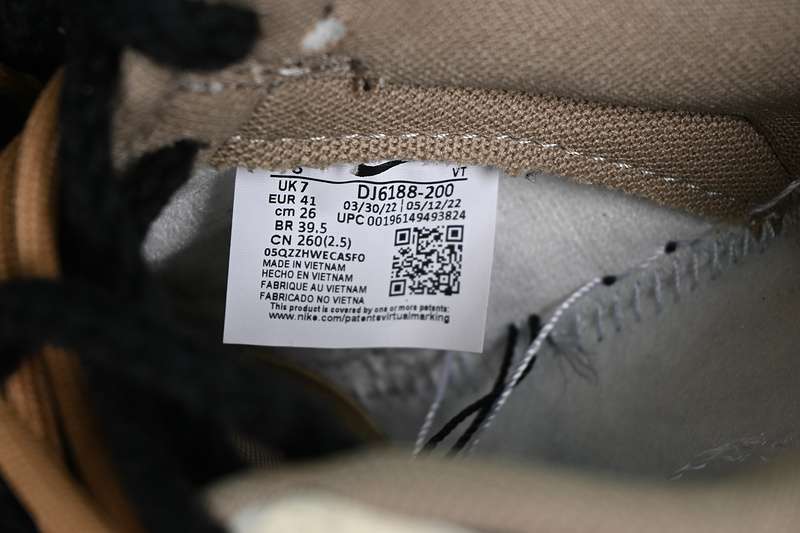 VT
UK 7
DJ6188-200
EUR 41
03/30/22 | 05/12/22
cm 26
UPC 00196149493824
BR 39,5
CN 260(2.5)
05QZZHWECASF0
MADE IN VIETNAM
HECHO EN VIETNAM
FABRIQUE AU VIETNAM
FABRICADO NO VIETNA
This product is covered by one or more patents:
www.nike.com/patentsvirtualmarking